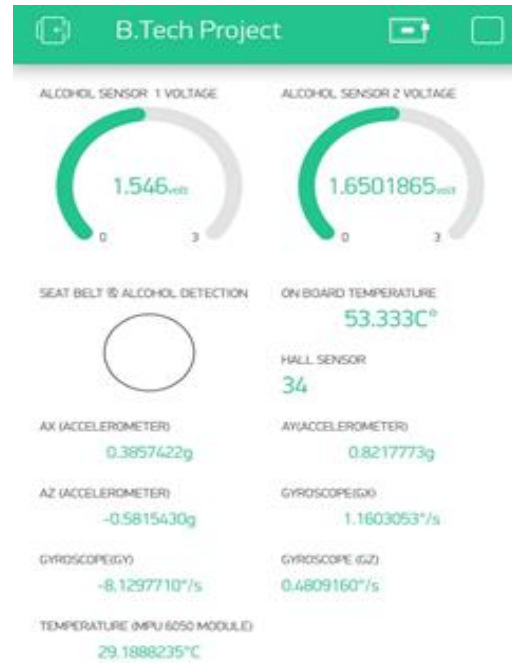 B.Tech Project
ALCOHOL SENSOR 1 VOLTAGE
ALCOHOL SENSOR 2 VOLTAGE
1.546volt
1.6501865volt
0 3
0 3
SEAT BELT & ALCOHOL DETECTION
ON BOARD TEMPERATURE
53.333C°
HALL SENSOR
34
AX (ACCELEROMETER)
AY(ACCELEROMETER)
0.3857422g
0.8217773g
AZ (ACCELEROMETER)
GYROSCOPE(GX)
-0.5815430g
1.1603053°/s
GYROSCOPE(GY)
GYROSCOPE (GZ)
-8.1297710°/s
0.4809160°/s
TEMPERATURE (MPU 6050 MODULE)
29.1888235°C